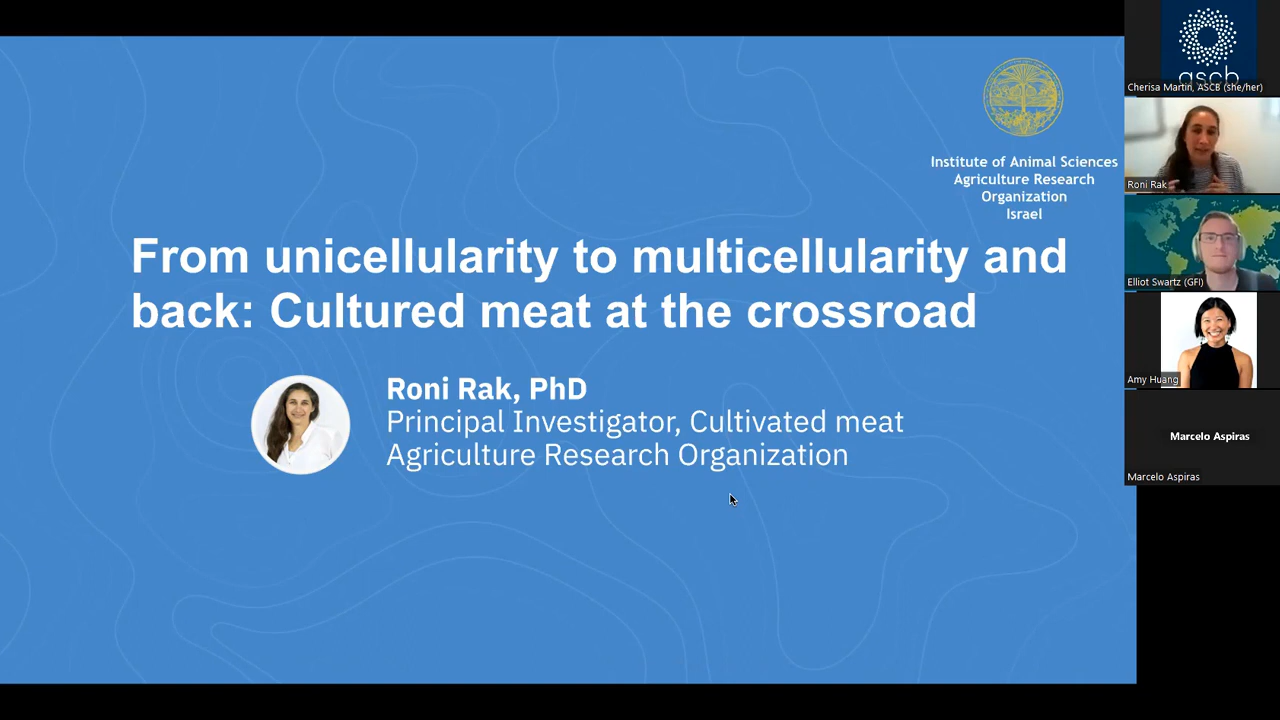 Institute of Animal Sciences
Agriculture Research
Organization
Israel
From unicellularity to multicellularity and
back: Cultured meat at the crossroad
Roni Rak, PhD
Principal Investigator, Cultivated meat
Agriculture Research Organization
ascb
Cherisa Martin, ASCB (she/her)
Roni Rak
Elliot Swartz (GFI)
Amy Huang
Marcelo Aspiras
Marcelo Aspiras